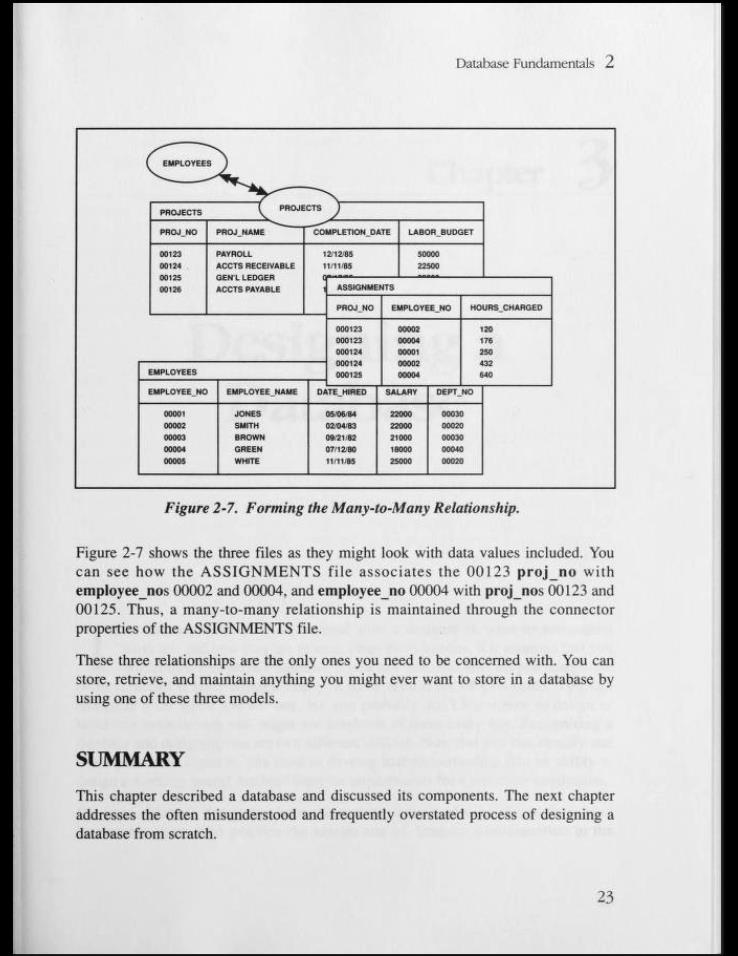 Database Fundamentals 2
EMPLOYEES
PROJECTS
PROJECTS
PROJ_NO PROJ_NAME COMPLETION_DATE LABOR_BUDGET
00123 PAYROLL 12/12/85 50000
00124 ACCTS RECEIVABLE 11/11/85 22500
00125 GEN'L LEDGER
00126 ACCTS PAYABLE
ASSIGNMENTS
PROJ_NO EMPLOYEE_NO HOURS_CHARGED
000123 00002 120
000123 00004 176
000124 00001 250
000124 00002 432
000125 00004 640
EMPLOYEES
EMPLOYEE_NO EMPLOYEE_NAME DATE_HIRED SALARY DEPT_NO
00001 JONES 05/06/84 22000 00030
00002 SMITH 02/04/83 22000 00020
00003 BROWN 09/21/82 21000 00030
00004 GREEN 07/12/80 18000 00040
00005 WHITE 11/11/85 25000 00020
Figure 2-7. Forming the Many-to-Many Relationship.
Figure 2-7 shows the three files as they might look with data values included. You
can see how the ASSIGNMENTS file associates the 00123 proj_no with
employee_nos 00002 and 00004, and employee_no 00004 with proj_nos 00123 and
00125. Thus, a many-to-many relationship is maintained through the connector
properties of the ASSIGNMENTS file.
These three relationships are the only ones you need to be concerned with. You can
store, retrieve, and maintain anything you might ever want to store in a database by
using one of these three models.
SUMMARY
This chapter described a database and discussed its components. The next chapter
addresses the often misunderstood and frequently overstated process of designing a
database from scratch.
23